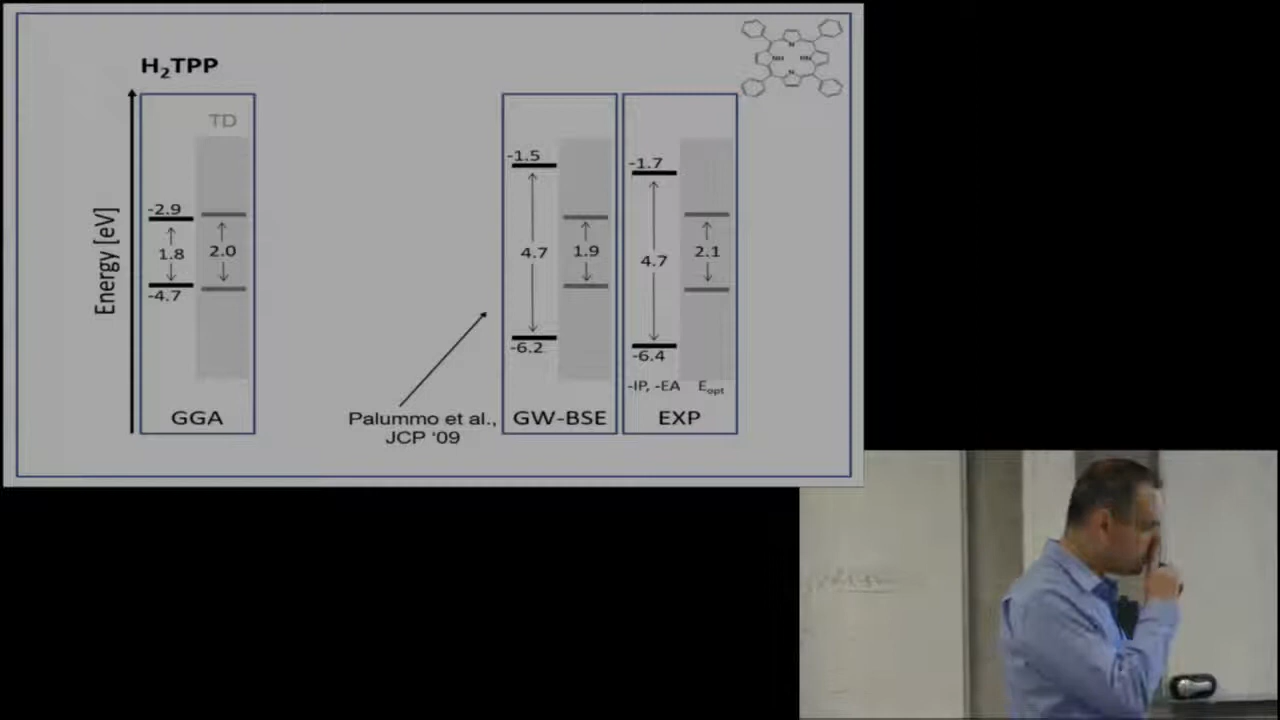 H₂TPP
Energy [eV]
TD
-2.9
1.8
2.0
-4.7
GGA
Palummo et al.,
JCP ‘09
-1.5
4.7
1.9
-6.2
GW-BSE
-1.7
4.7
2.1
-6.4
-IP, -EA
Eopt
EXP
N
NH
HN
N